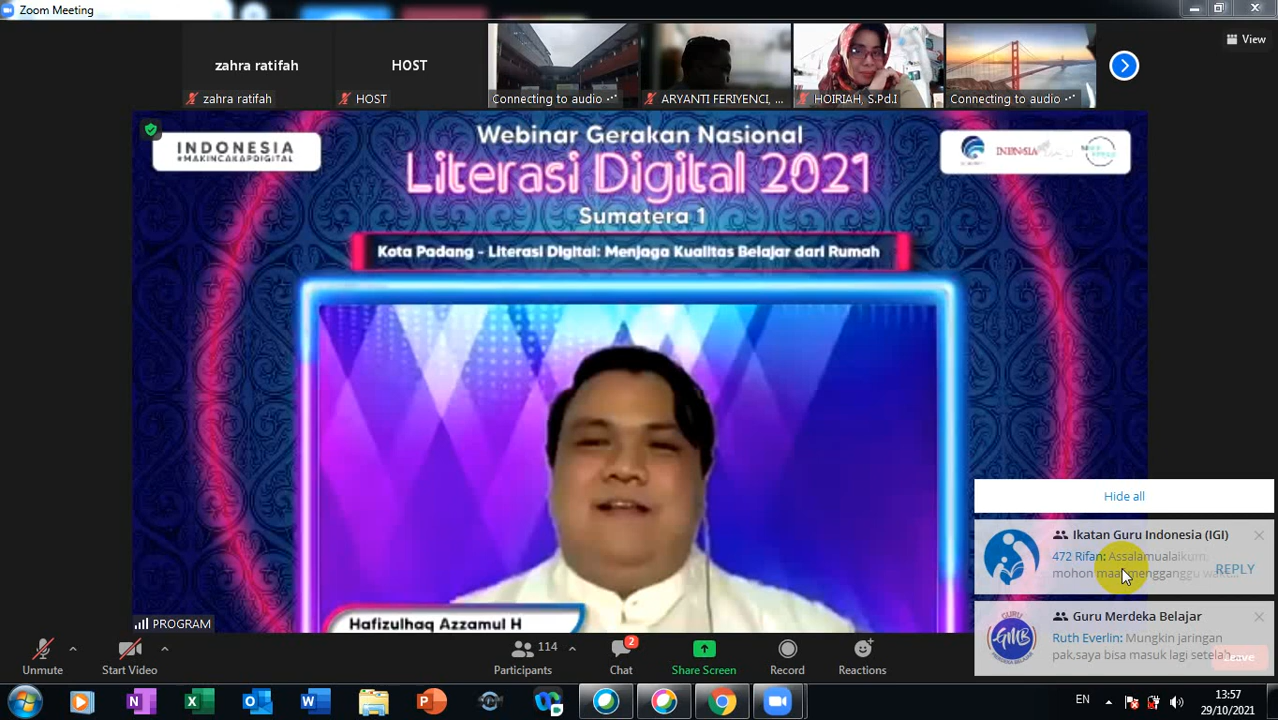 Zoom Meeting
View
zahra ratifah
HOST
zahra ratifah
HOST
Connecting to audio
ARYANTI FERIYENCI, ...
HOIRIAH, S.Pd.I
Connecting to audio
INDONESIA
#MAKINCAKAPDIGITAL
Webinar Gerakan Nasional
Literasi Digital 2021
Sumatera 1
Kota Padang - Literasi Digital: Menjaga Kualitas Belajar dari Rumah
Hafizulhaq Azzamul H
PROGRAM
Hide all
Ikatan Guru Indonesia (IGI)
472 Rifan: Assalamualaikum.
mohon maaf mengganggu wakt...
REPLY
GURU
GMB
Guru Merdeka Belajar
Ruth Everlin: Mungkin jaringan
pak,saya bisa masuk lagi setelah...
Leave
Unmute
Start Video
114
Participants
2
Chat
Share Screen
Record
Reactions
EN
13:57
29/10/2021